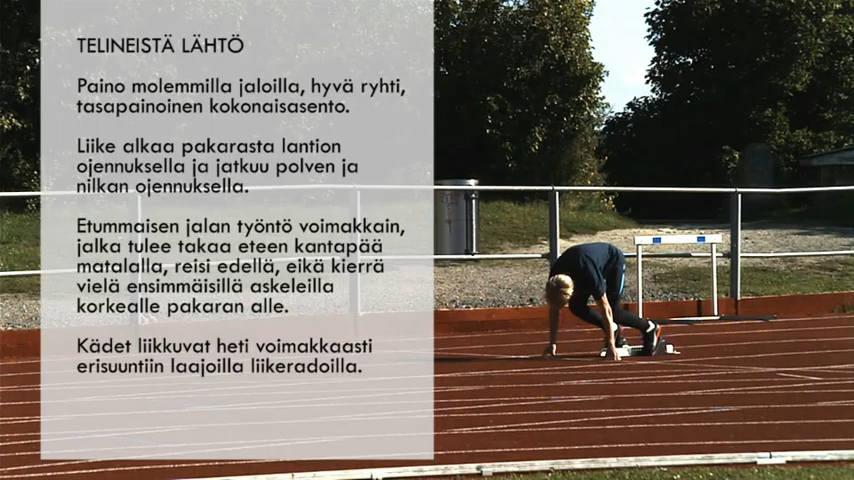 TELINEISTÄ LÄHTÖ
Paino molemmilla jaloilla, hyvä ryhti,
tasapainoinen kokonaisasento.
Liike alkaa pakarasta lantion
ojennuksella ja jatkuu polven ja
nilkan ojennuksella.
Etummaisen jalan työntö voimakkain,
jalka tulee takaa eteen kantapää
matalalla, reisi edellä, eikä kierrä
vielä ensimmäisillä askeleilla
korkealle pakaran alle.
Kädet liikkuvat heti voimakkaasti
erisuuntiin laajoilla liikeradoilla.